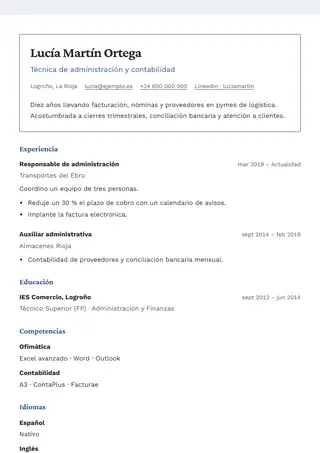 Lucía Martín Ortega
Técnica de administración y contabilidad
Logroño, La Rioja lucia@ejemplo.es +34 600 000 000 LinkedIn · luciamartin
Diez años llevando facturación, nóminas y proveedores en pymes de logística.
Acostumbrada a cierres trimestrales, conciliación bancaria y atención a clientes.
Experiencia
Responsable de administración mar 2019 – Actualidad
Transportes del Ebro
Coordino un equipo de tres personas.
• Reduje un 30 % el plazo de cobro con un calendario de avisos.
• Implanté la factura electrónica.
Auxiliar administrativa sept 2014 – feb 2019
Almacenes Rioja
• Contabilidad de proveedores y conciliación bancaria mensual.
Educación
IES Comercio, Logroño sept 2012 – jun 2014
Técnico Superior (FP) · Administración y Finanzas
Competencias
Ofimática
Excel avanzado · Word · Outlook
Contabilidad
A3 · ContaPlus · Facturae
Idiomas
Español
Nativo
Inglés